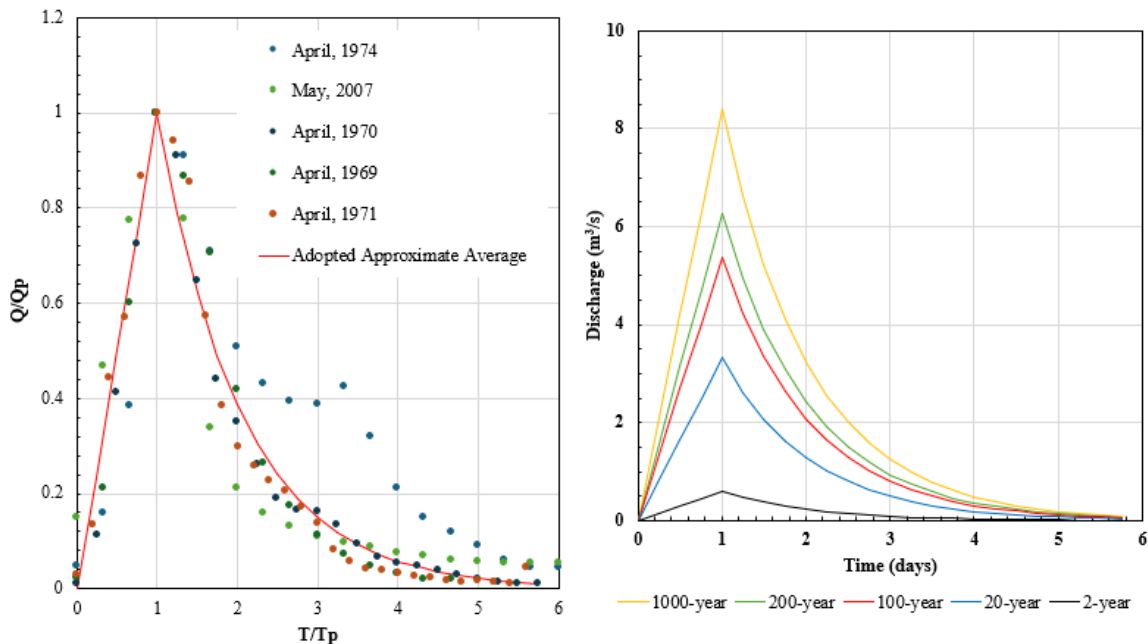 1.2
1
0.8
0.6
0.4
0.2
0
Q/Qp
April, 1974
May, 2007
April, 1970
April, 1969
April, 1971
Adopted Approximate Average
0 1 2 3 4 5 6
T/Tp
10
8
6
4
2
0
Discharge (m³/s)
0 1 2 3 4 5 6
Time (days)
1000-year 200-year 100-year 20-year 2-year